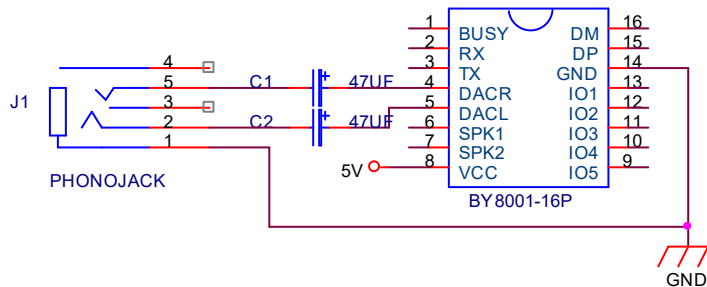 J1
4
5
3
2
1
PHONOJACK
C1
47UF
C2
47UF
5V
1 BUSY
2 RX
3 TX
4 DACR
5 DACL
6 SPK1
7 SPK2
8 VCC
DM 16
DP 15
GND 14
IO1 13
IO2 12
IO3 11
IO4 10
IO5 9
BY8001-16P
GND